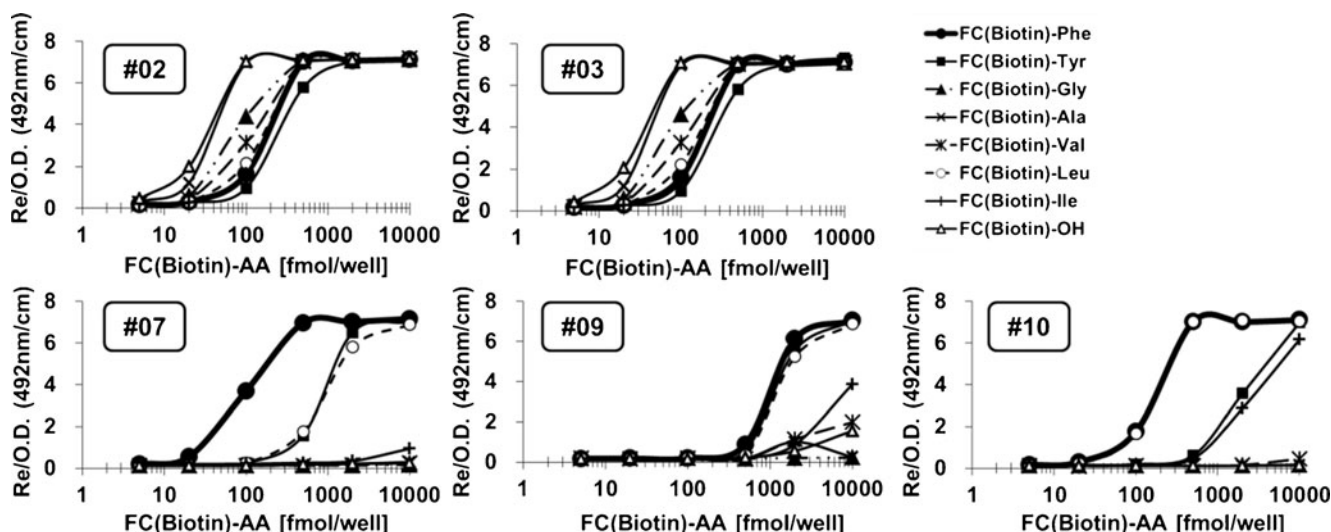 #02
Re/O.D. (492nm/cm)
8
6
4
2
0
1 10 100 1000 10000
FC(Biotin)-AA [fmol/well]
#03
Re/O.D. (492nm/cm)
8
6
4
2
0
1 10 100 1000 10000
FC(Biotin)-AA [fmol/well]
FC(Biotin)-Phe
FC(Biotin)-Tyr
FC(Biotin)-Gly
FC(Biotin)-Ala
FC(Biotin)-Val
FC(Biotin)-Leu
FC(Biotin)-Ile
FC(Biotin)-OH
#07
Re/O.D. (492nm/cm)
8
6
4
2
0
1 10 100 1000 10000
FC(Biotin)-AA [fmol/well]
#09
Re/O.D. (492nm/cm)
8
6
4
2
0
1 10 100 1000 10000
FC(Biotin)-AA [fmol/well]
#10
Re/O.D. (492nm/cm)
8
6
4
2
0
1 10 100 1000 10000
FC(Biotin)-AA [fmol/well]